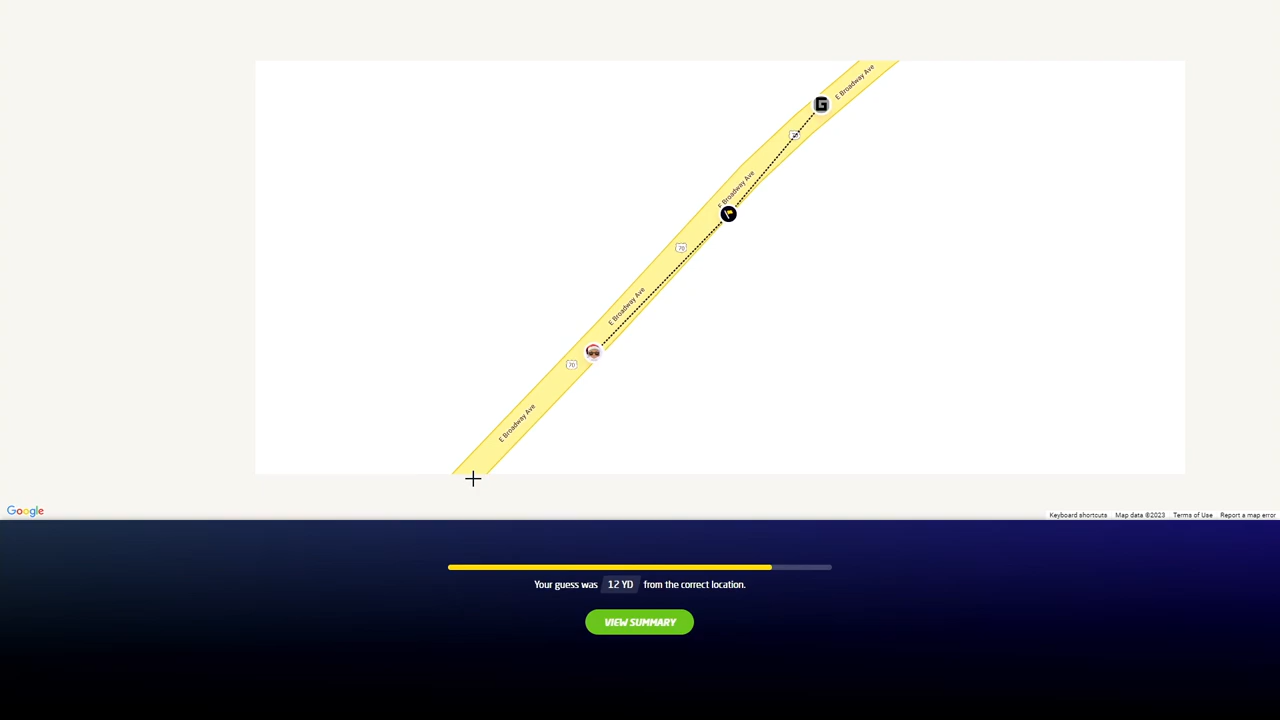 E Broadway Ave
E Broadway Ave
70
E Broadway Ave
70
E Broadway Ave
Google
Keyboard shortcuts Map data ©2023 Terms of Use Report a map error
Your guess was 12 YD from the correct location.
VIEW SUMMARY